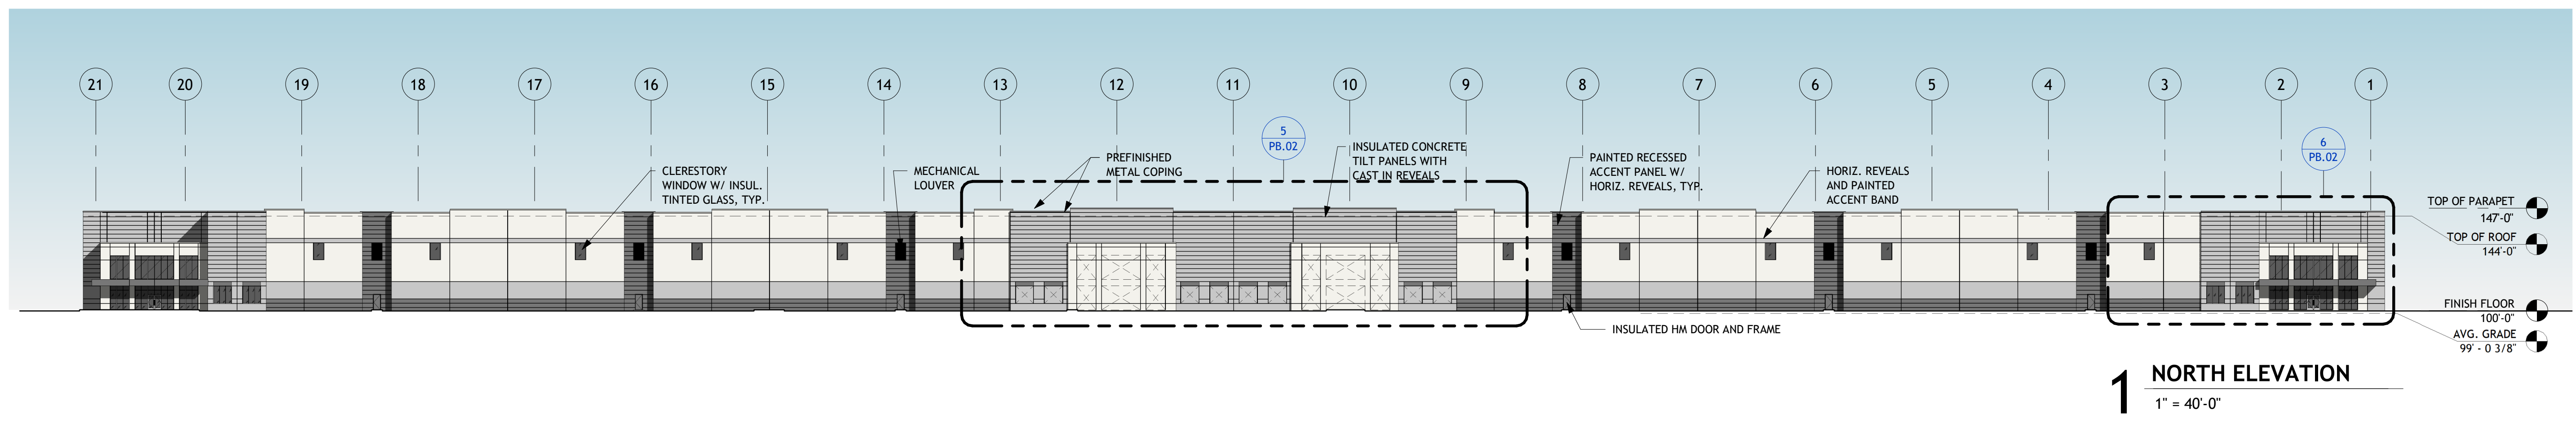 21 20 19 18 17 16 15 14 13 12 11 10 9 8 7 6 5 4 3 2 1
5
PB.02
6
PB.02
CLERESTORY
WINDOW W/ INSUL.
TINTED GLASS, TYP.
MECHANICAL
LOUVER
PREFINISHED
METAL COPING
INSULATED CONCRETE
TILT PANELS WITH
CAST IN REVEALS
PAINTED RECESSED
ACCENT PANEL W/
HORIZ. REVEALS, TYP.
HORIZ. REVEALS
AND PAINTED
ACCENT BAND
INSULATED HM DOOR AND FRAME
TOP OF PARAPET
147'-0"
TOP OF ROOF
144'-0"
FINISH FLOOR
100'-0"
AVG. GRADE
99' - 0 3/8"
1 NORTH ELEVATION
1" = 40'-0"